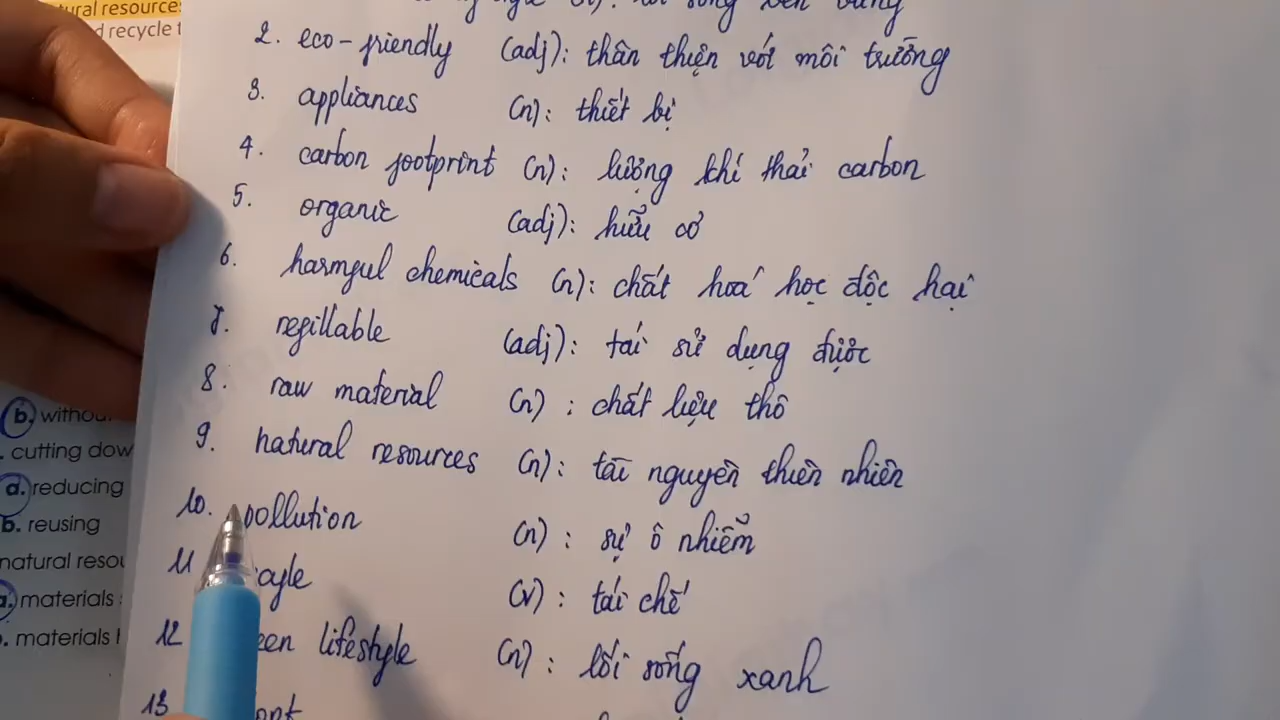 tural resources
d recycle t
2. eco-friendly (adj): thân thiện với môi trường
3. appliances (n): thiết bị
4. carbon footprint (n): lượng khí thải carbon
5. organic (adj): hữu cơ
6. harmful chemicals (n): chất hoá học độc hại
7. refillable (adj): tái sử dụng được
8. raw material (n): chất liệu thô
9. natural resources (n): tài nguyên thiên nhiên
10. pollution (n): sự ô nhiễm
11 cycle (v): tái chế
12 een lifestyle (n): lối sống xanh
13
b. withou
. cutting dow
a. reducing
b. reusing
natural resou
a. materials
. materials